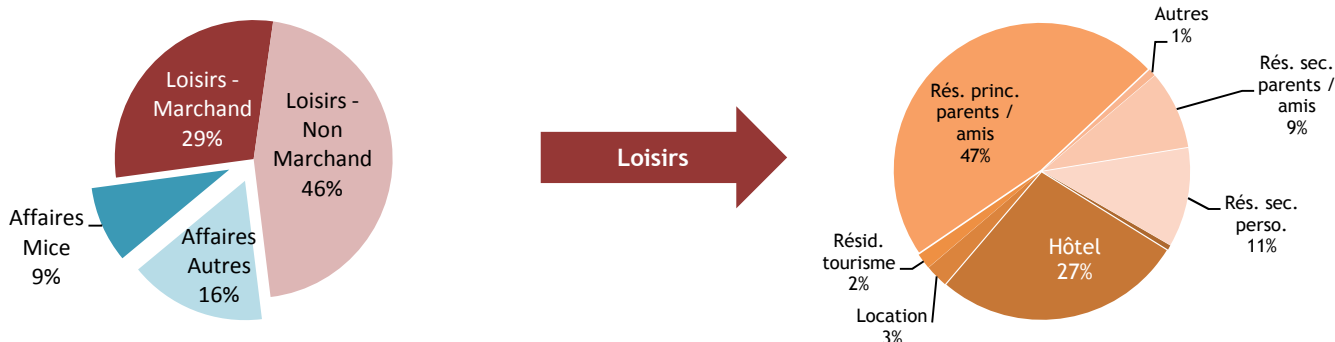 Loisirs -
Marchand
29%
Loisirs -
Non
Marchand
46%
Affaires
Mice
9%
Affaires
Autres
16%
Loisirs
Autres
1%
Rés. sec.
parents /
amis
9%
Rés. princ.
parents /
amis
47%
Rés. sec.
perso.
11%
Résid.
tourisme
2%
Hôtel
27%
Location
3%